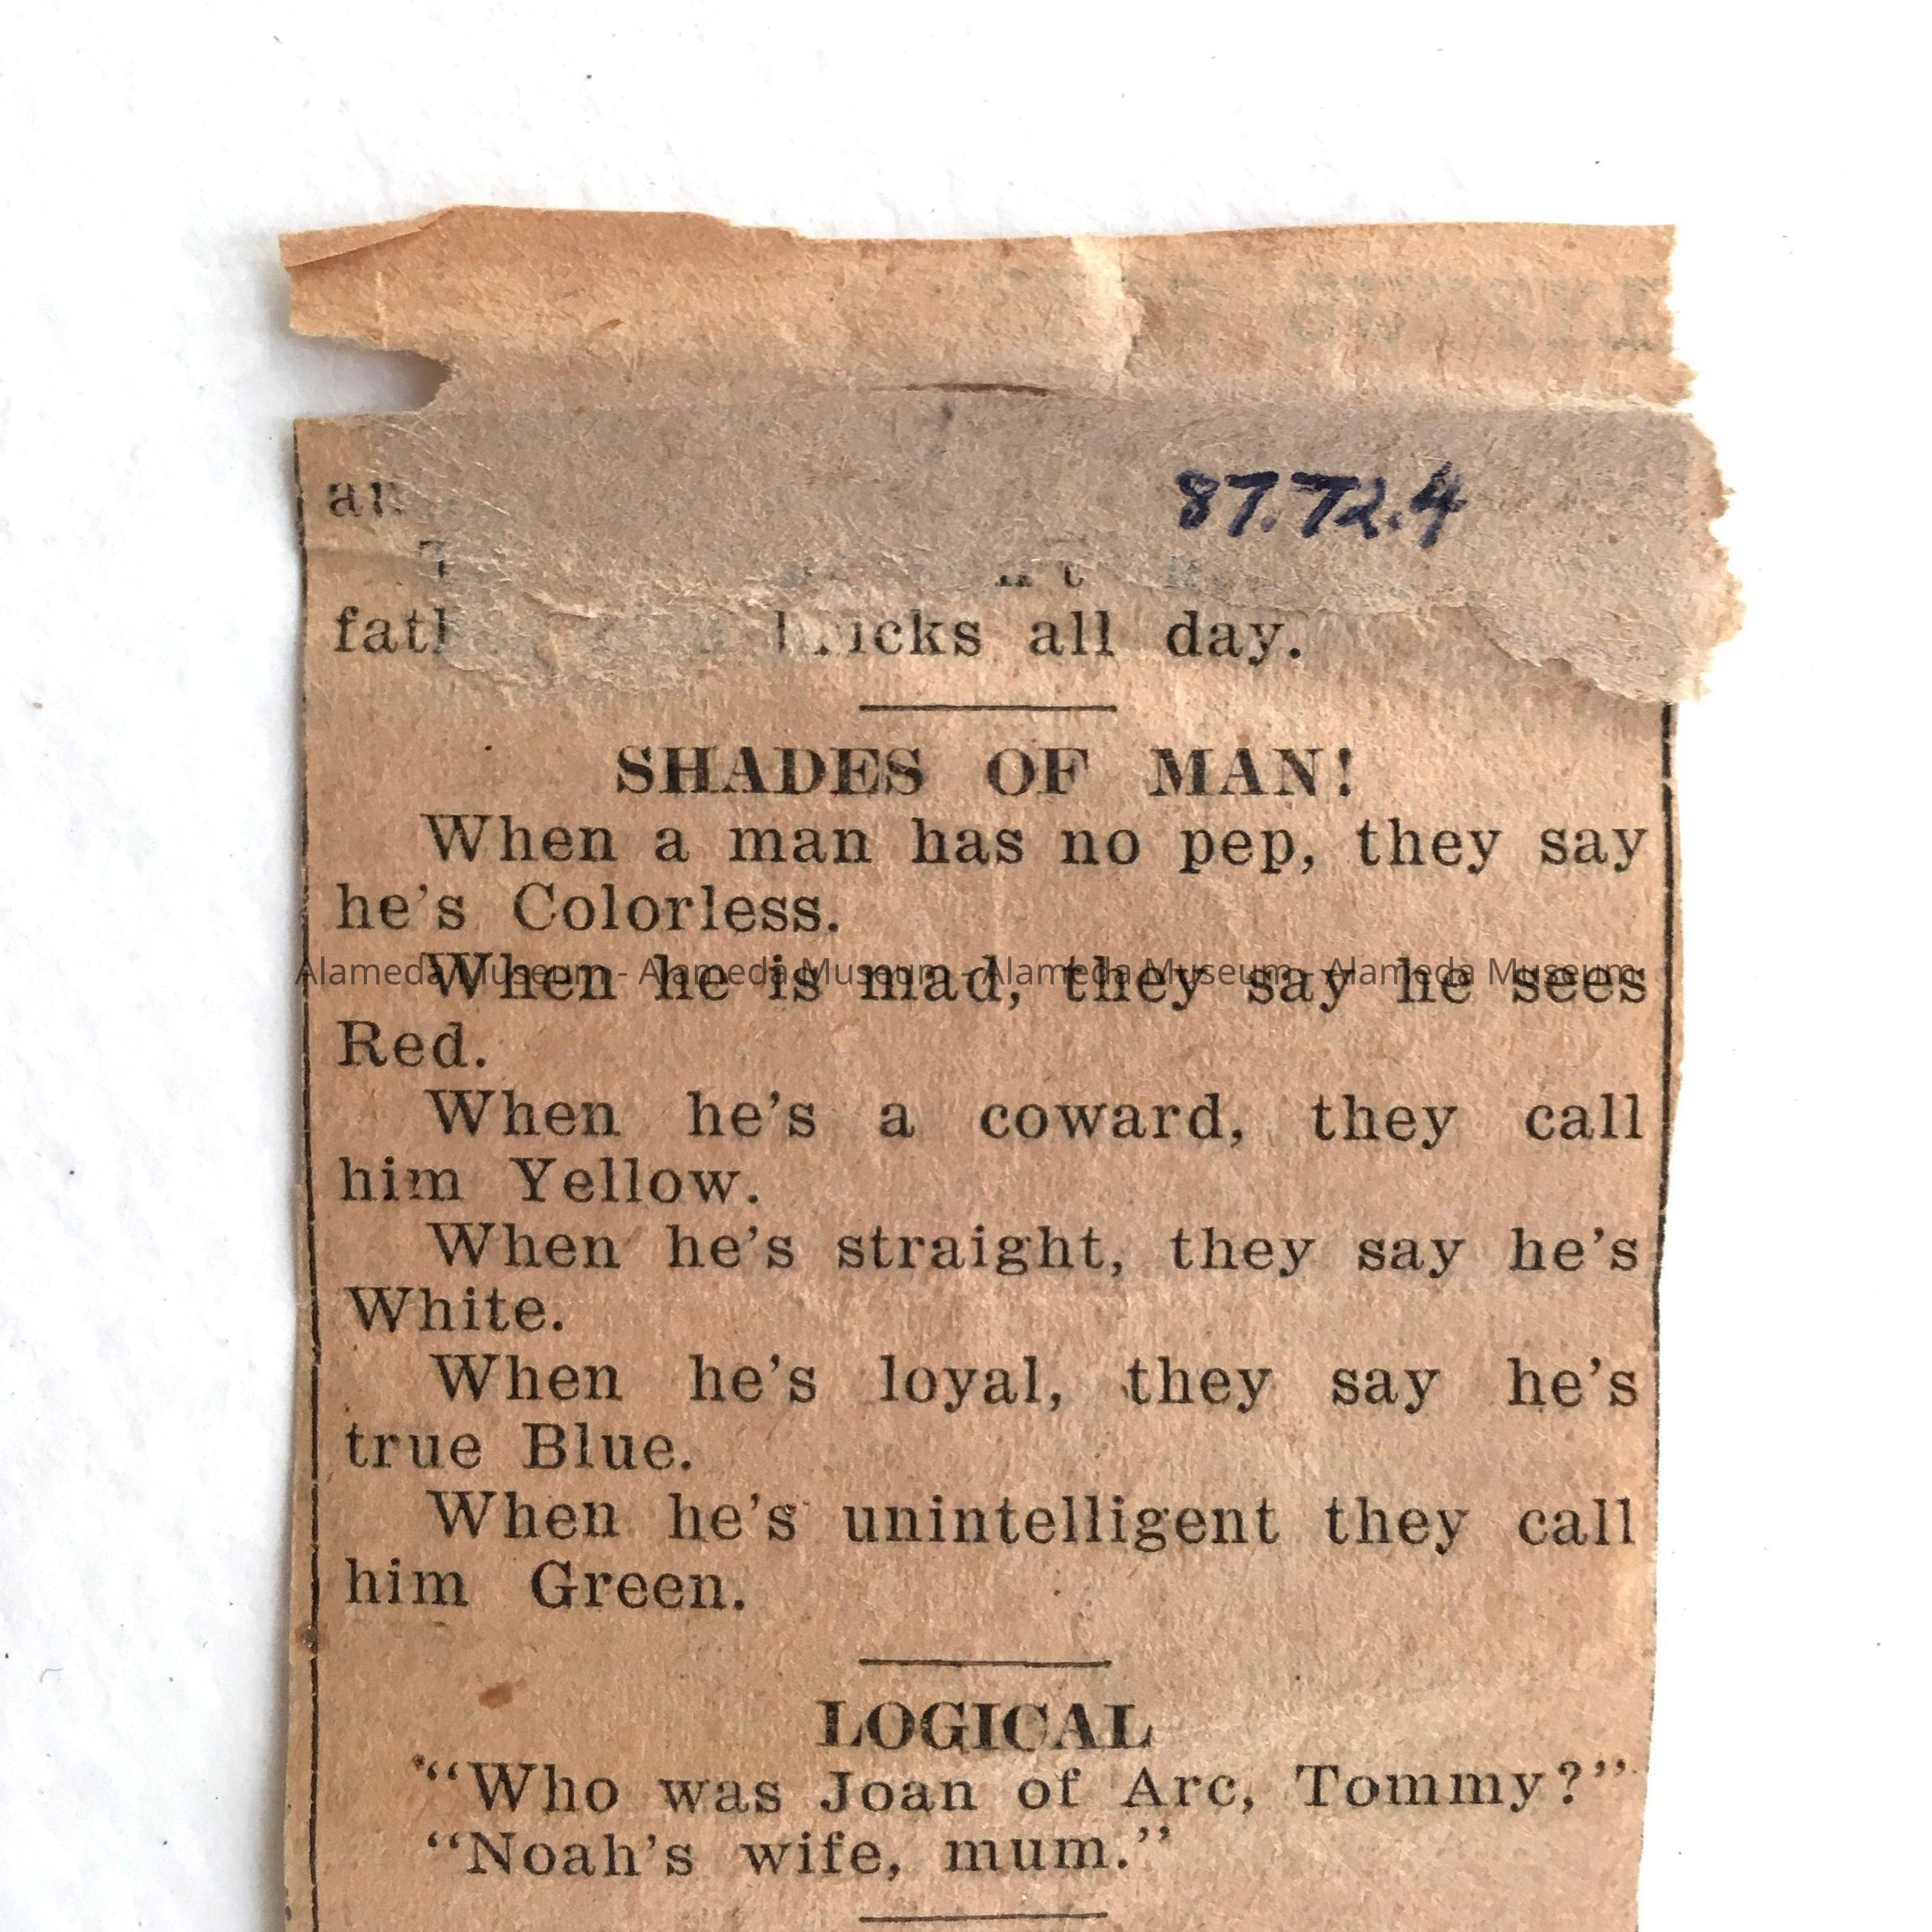 87.72.4
all day.
SHADES OF MAN!
When a man has no pep, they say
he's Colorless.
Alameda Museum - Alameda Museum - Alameda Museum - Alameda Museum
When he is mad, they say he sees
Red.
When he's a coward, they call
him Yellow.
When he's straight, they say he's
White.
When he's loyal, they say he's
true Blue.
When he's unintelligent they call
him Green.
LOGICAL
"Who was Joan of Arc, Tommy?"
"Noah's wife, mum."